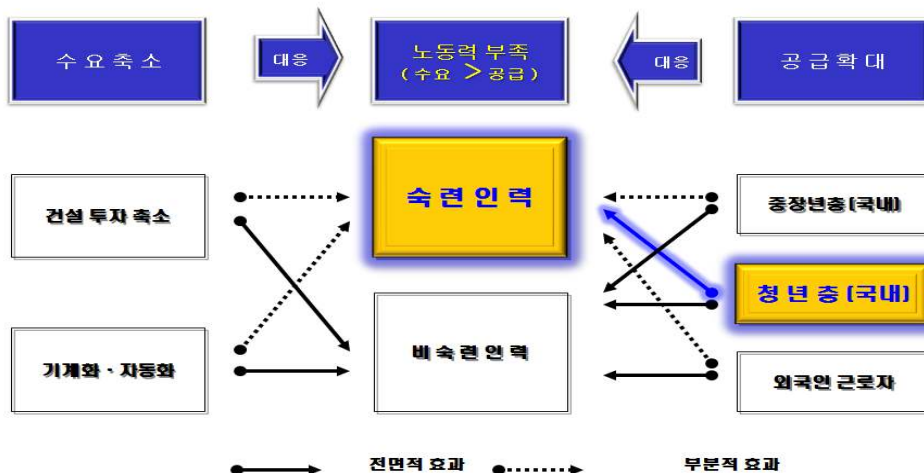 수 요 축 소
대 응
노 동 력 부 족
( 수 요 > 공 급 )
대 응
공 급 확 대
숙 련 인 력
건설 투자 축소
중장년층(국내)
청 년 층 (국내)
기계화 · 자동화
비 숙 련 인 력
외국인 근로자
전면적 효과
부분적 효과